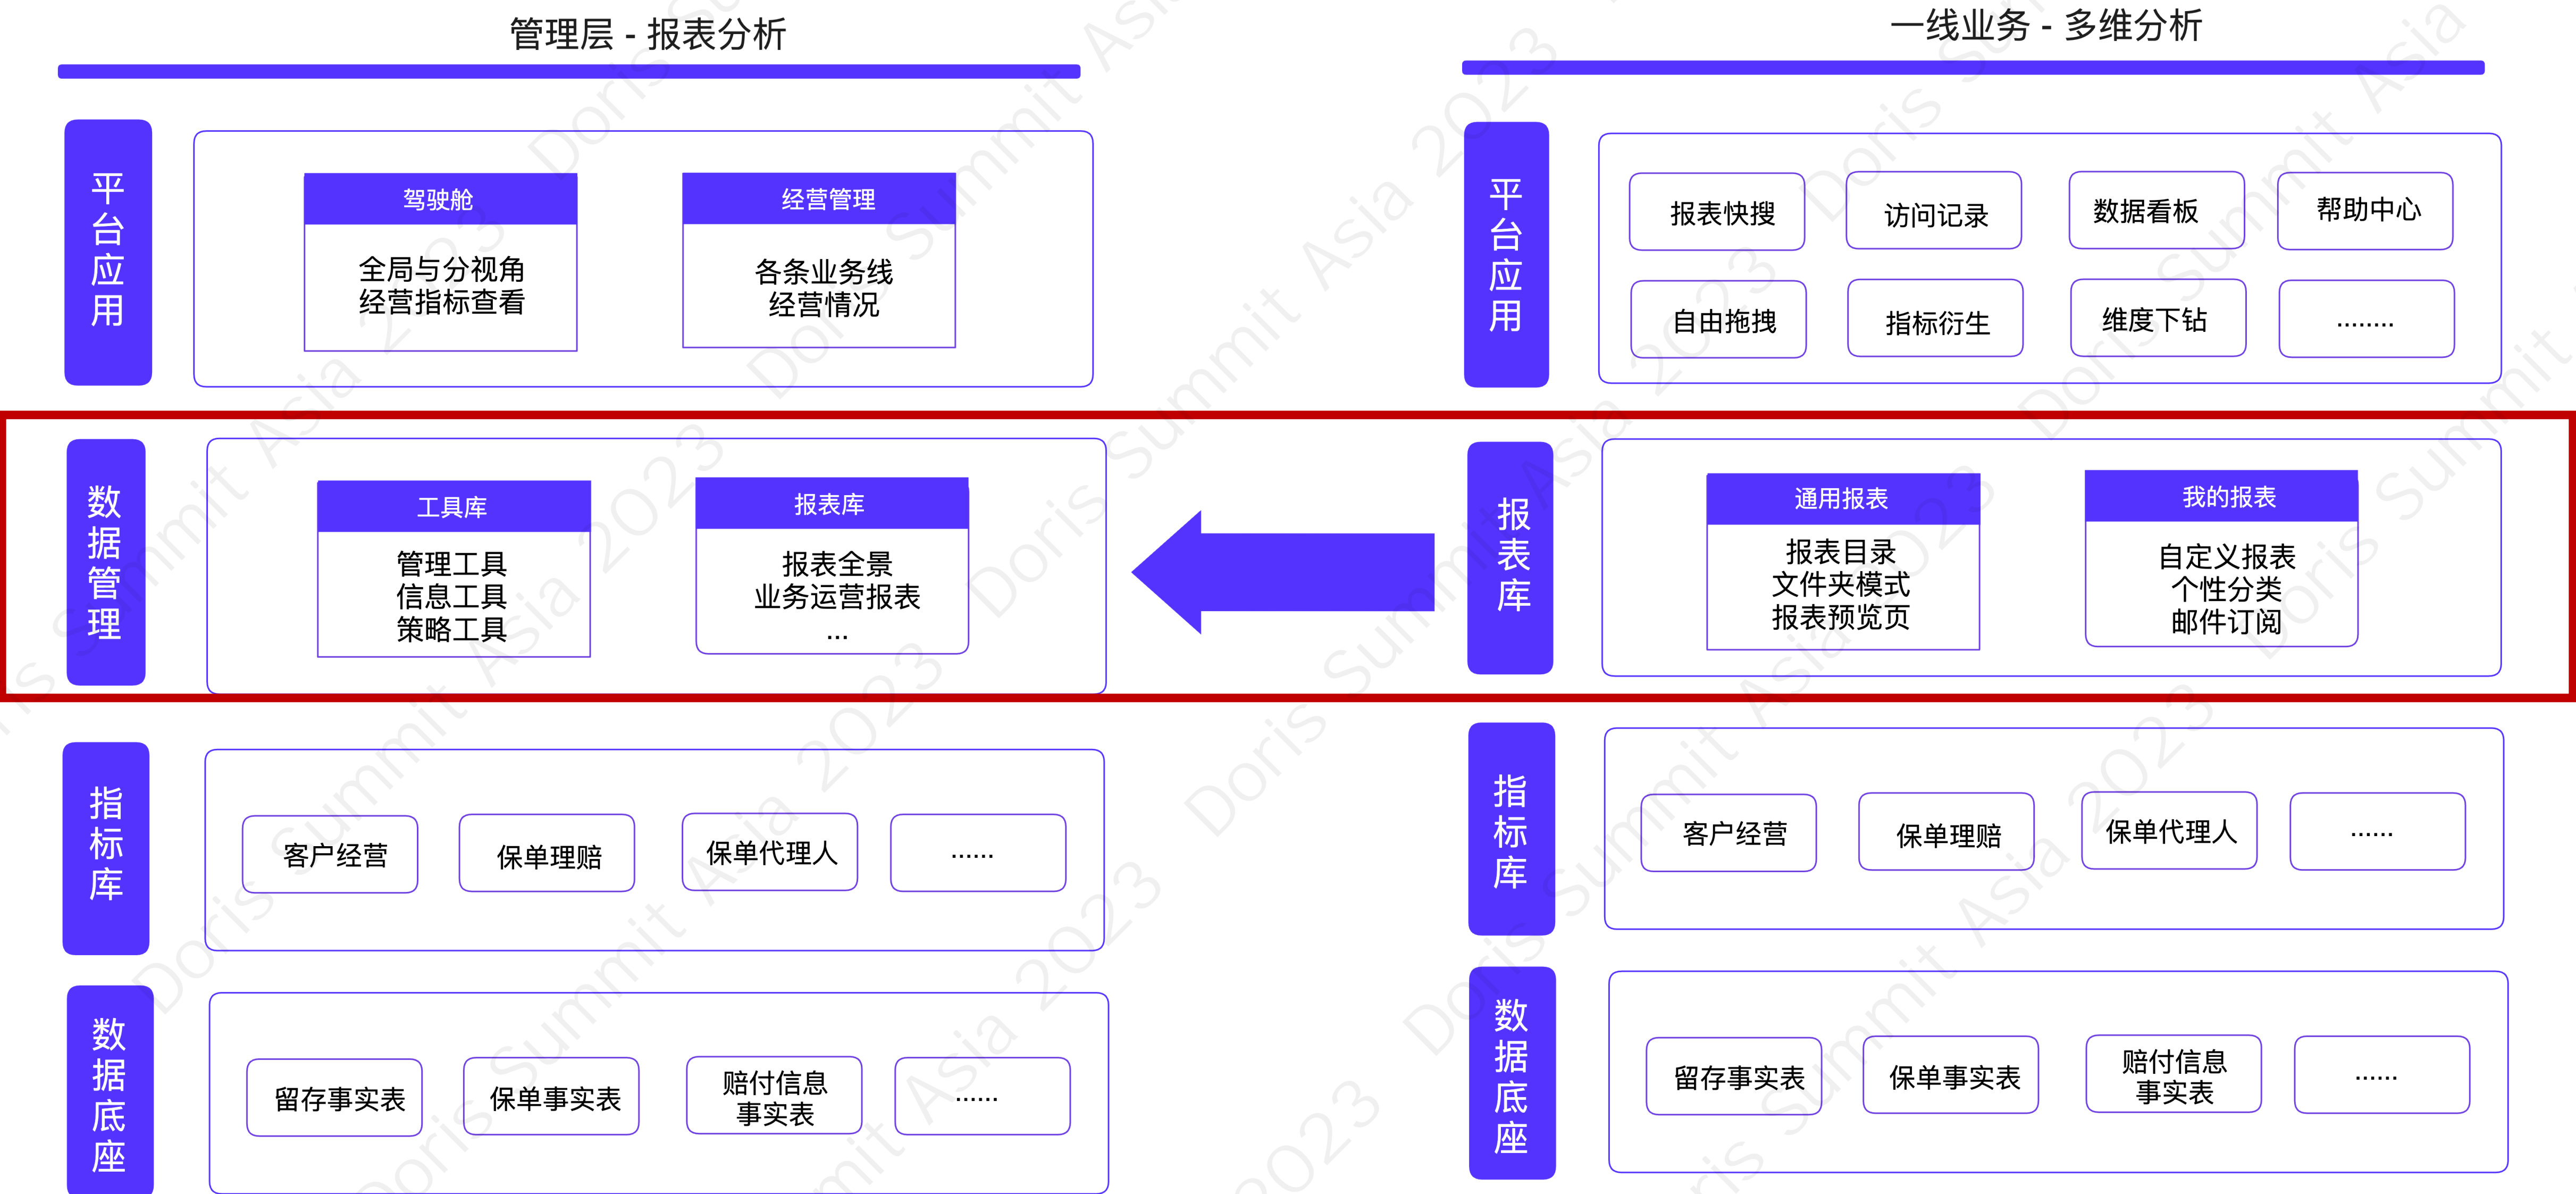 管理层 - 报表分析
平台应用
驾驶舱
全局与分视角
经营指标查看
经营管理
各条业务线
经营情况
数据管理
工具库
管理工具
信息工具
策略工具
报表库
报表全景
业务运营报表
...
指标库
客户经营
保单理赔
保单代理人
......
数据底座
留存事实表
保单事实表
赔付信息
事实表
......
一线业务 - 多维分析
平台应用
报表快搜
访问记录
数据看板
帮助中心
自由拖拽
指标衍生
维度下钻
........
报表库
通用报表
报表目录
文件夹模式
报表预览页
我的报表
自定义报表
个性分类
邮件订阅
指标库
客户经营
保单理赔
保单代理人
......
数据底座
留存事实表
保单事实表
赔付信息
事实表
......
Doris Summit Asia 2023